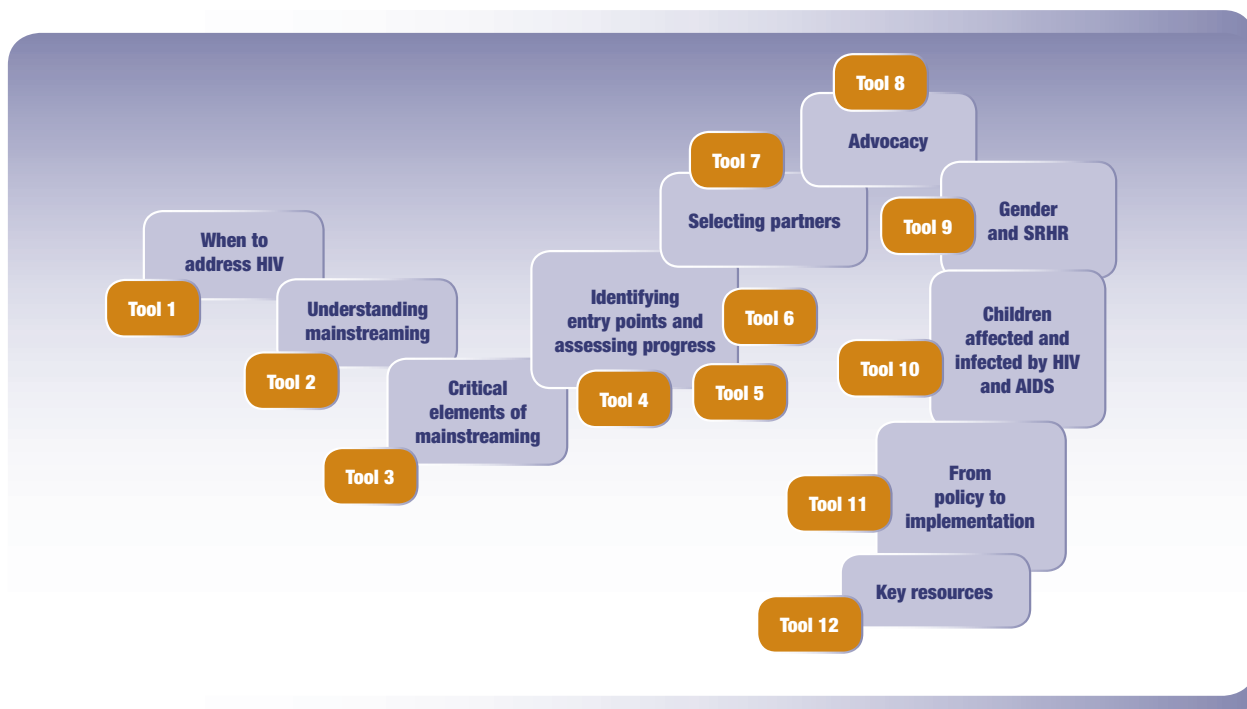 When to
address HIV
Tool 1
Understanding
mainstreaming
Tool 2
Critical
elements of
mainstreaming
Tool 3
Identifying
entry points and
assessing progress
Tool 4
Tool 5
Tool 6
Tool 7
Selecting partners
Tool 8
Advocacy
Tool 9
Gender
and SRHR
Tool 10
Children
affected and
infected by HIV
and AIDS
Tool 11
From
policy to
implementation
Tool 12
Key resources